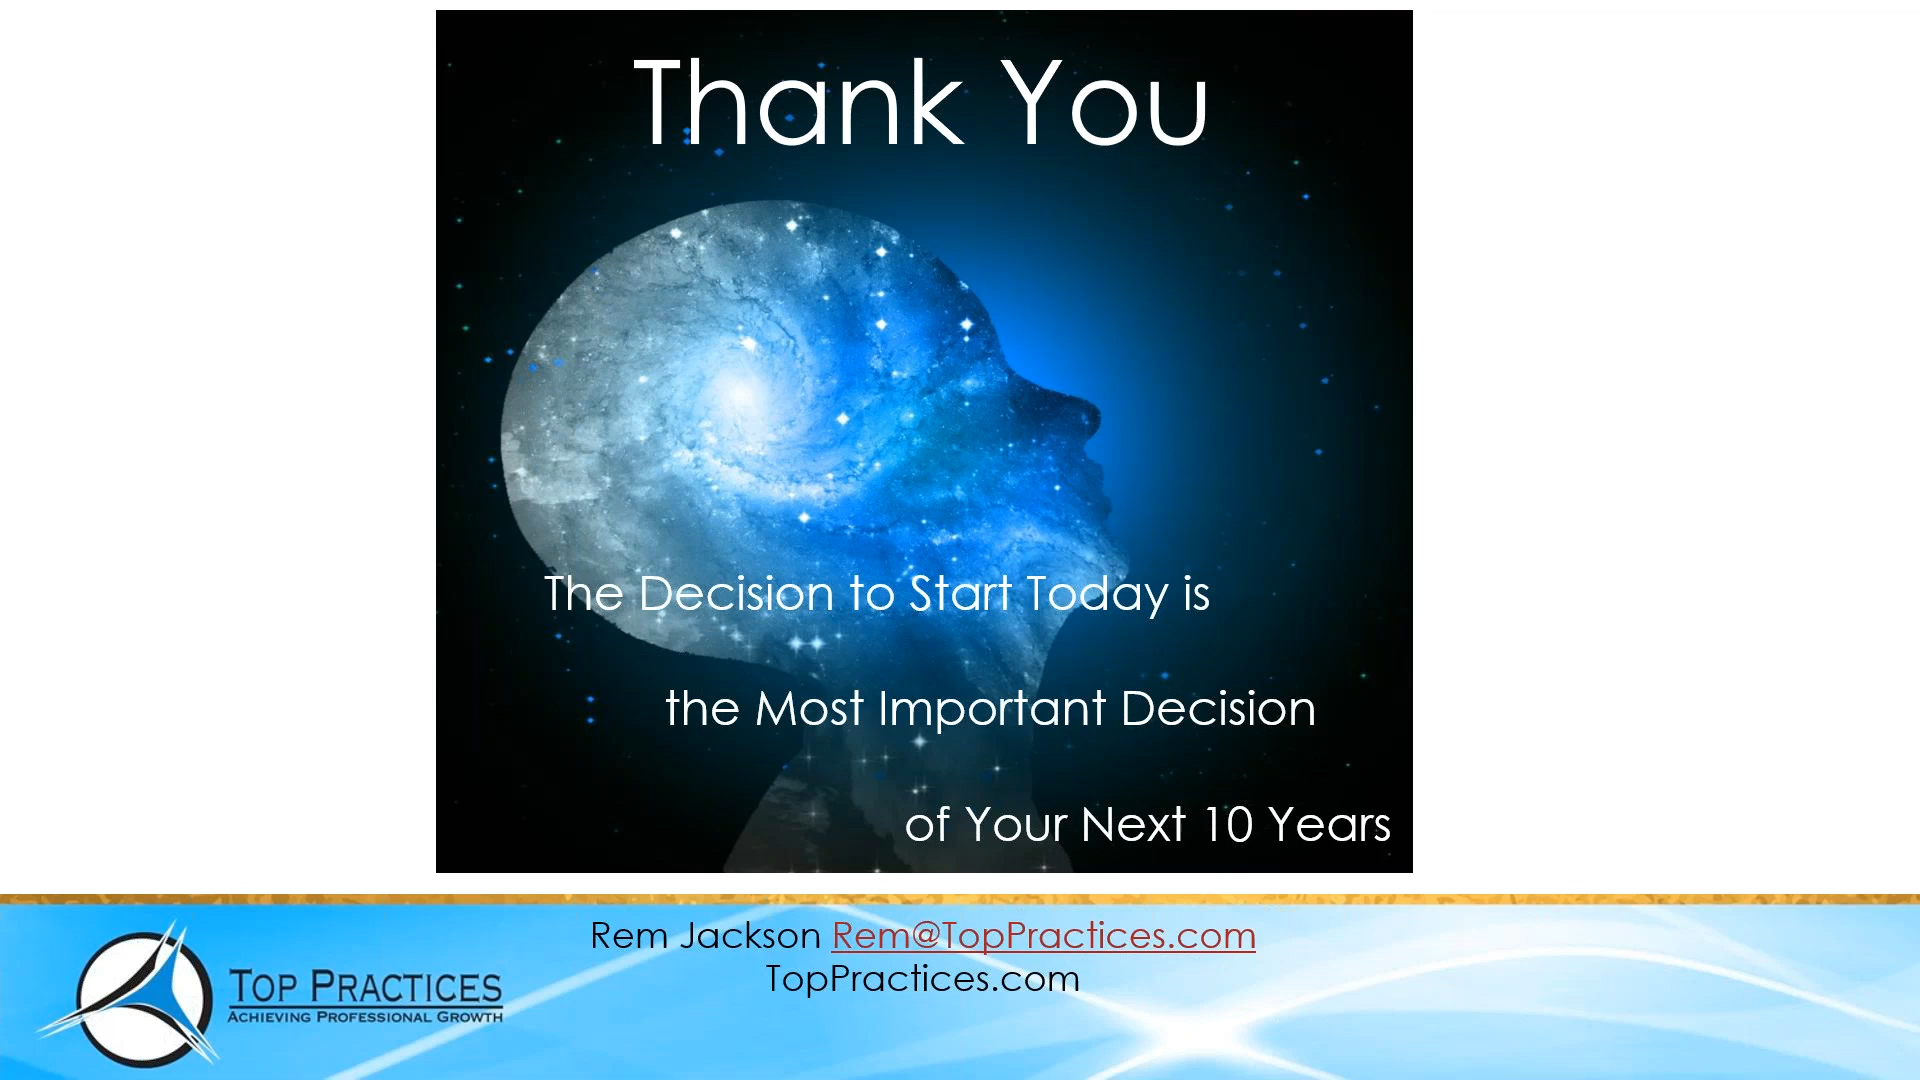 Thank You
The Decision to Start Today is
the Most Important Decision
of Your Next 10 Years
Rem Jackson Rem@TopPractices.com
TopPractices.com
TOP PRACTICES
ACHIEVING PROFESSIONAL GROWTH